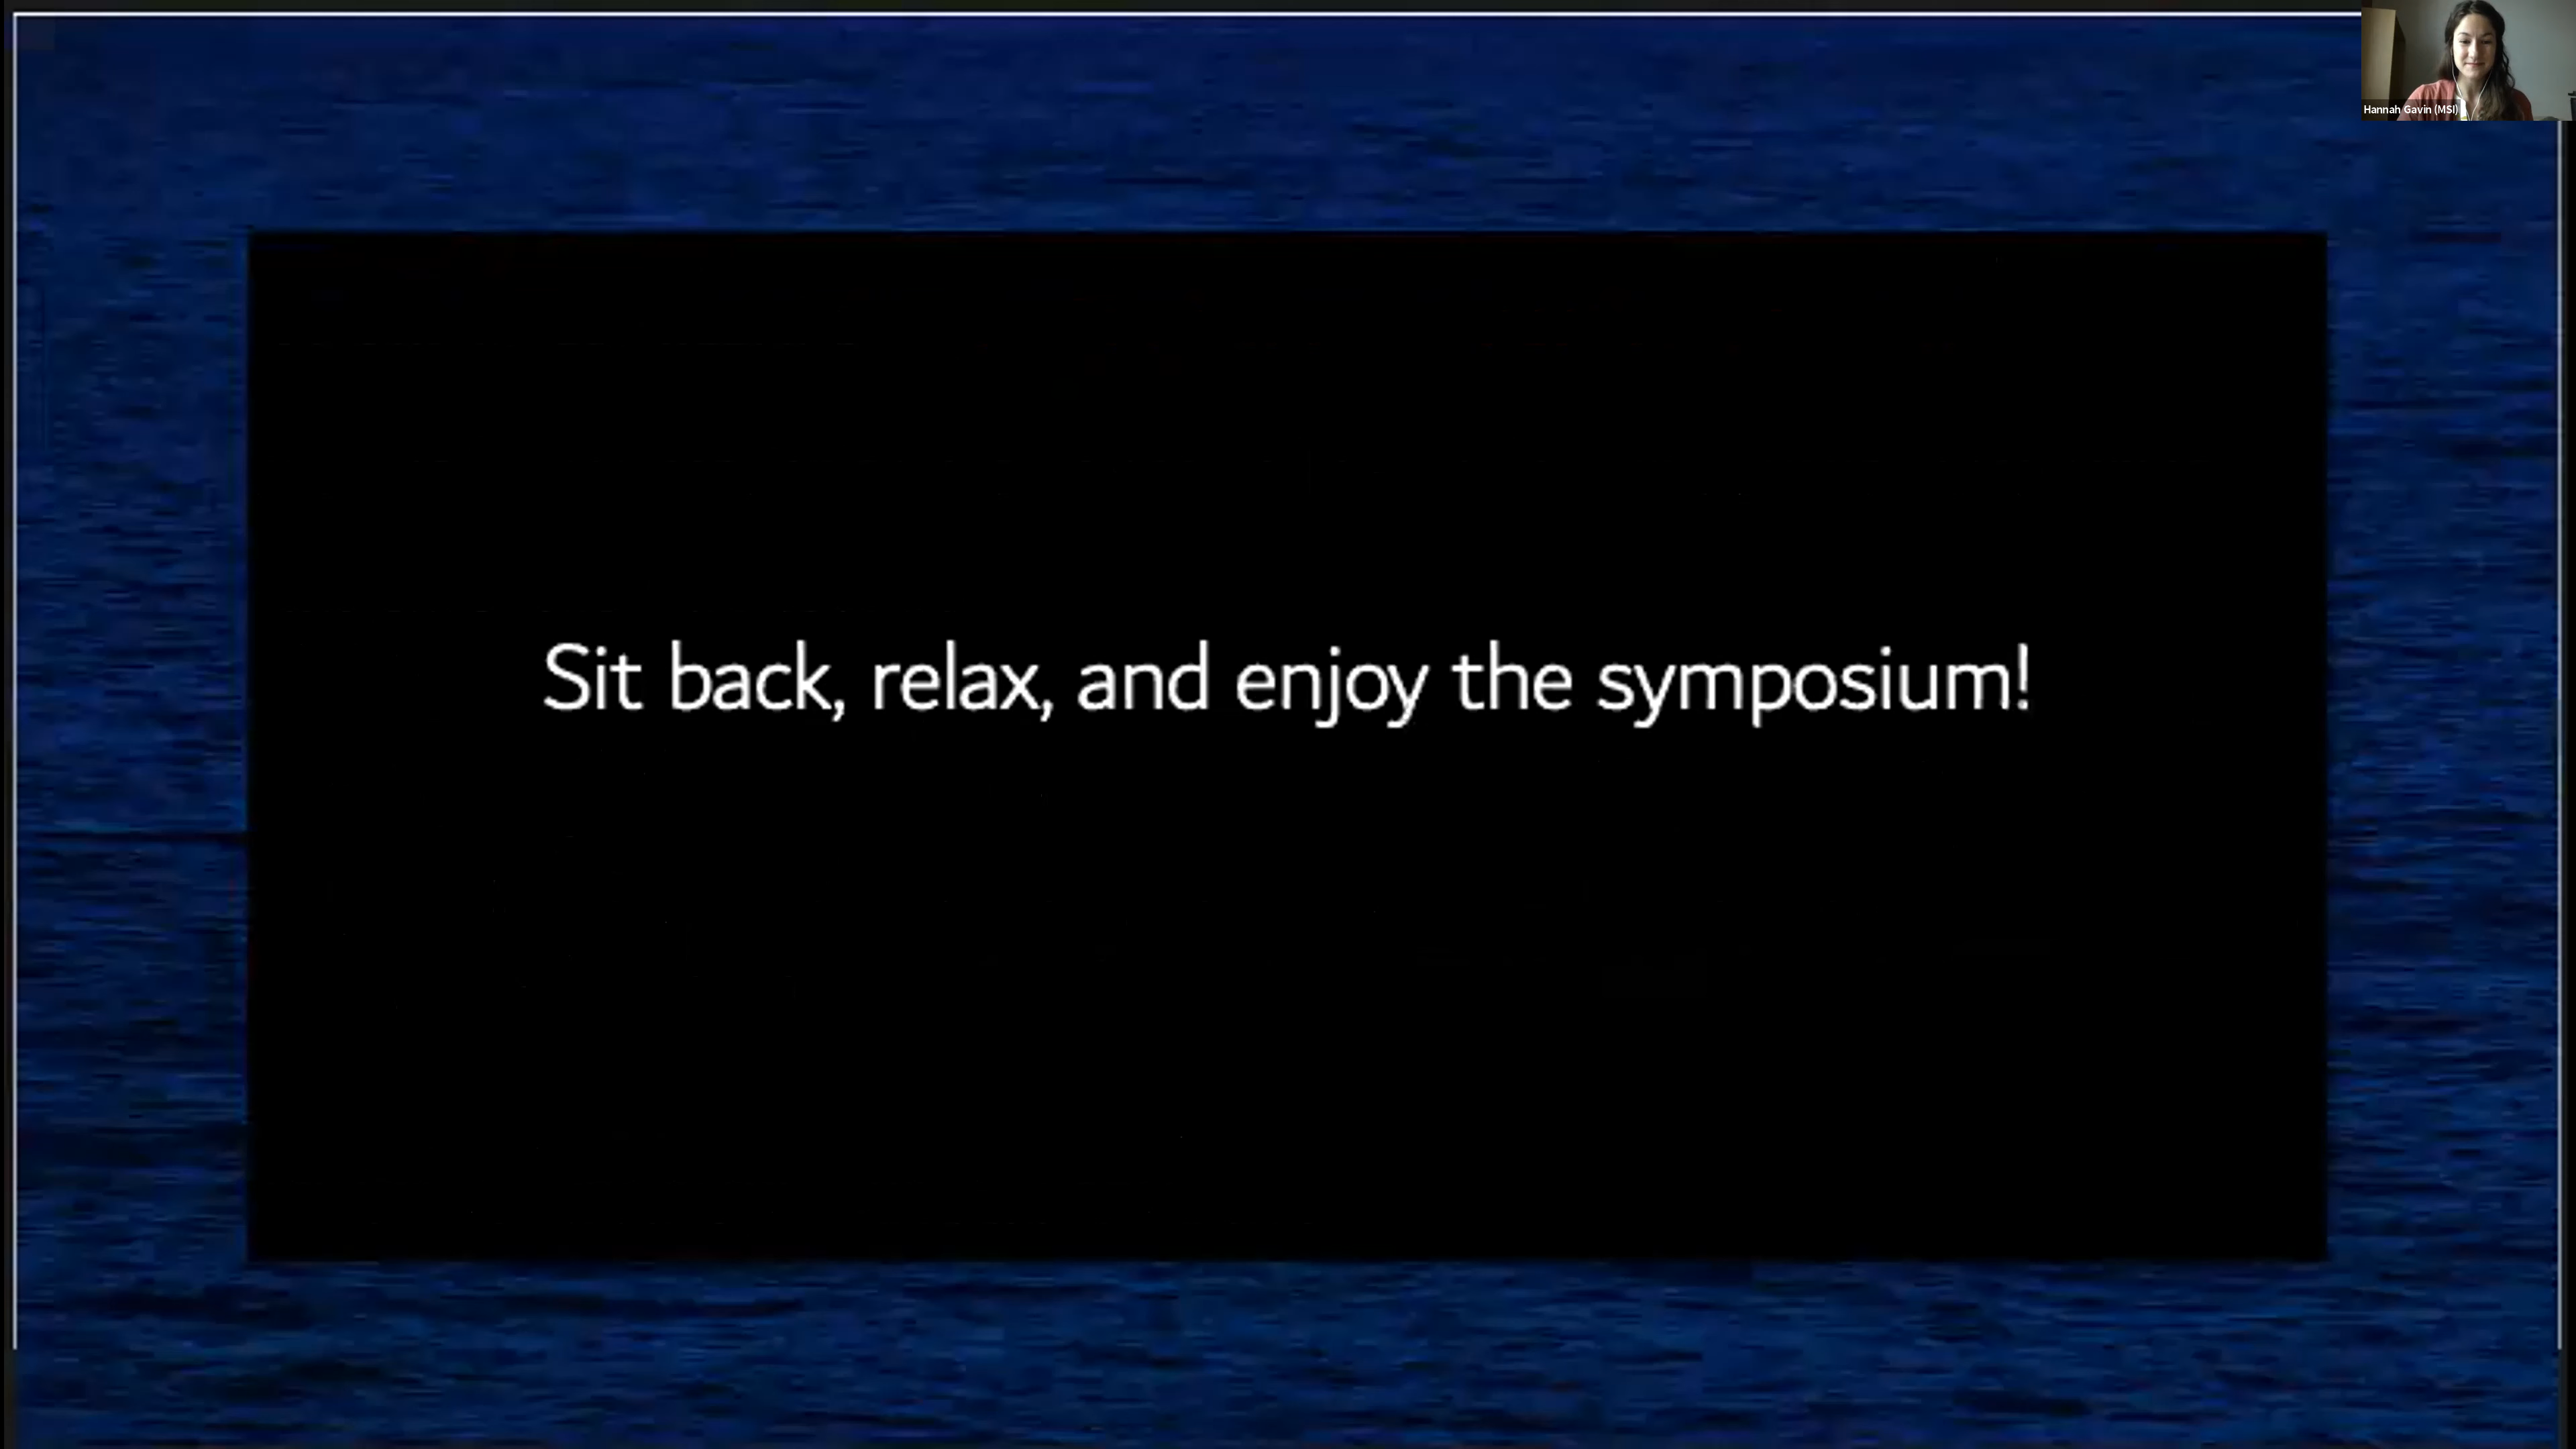 Hannah Gavin (MSI)
Sit back, relax, and enjoy the symposium!